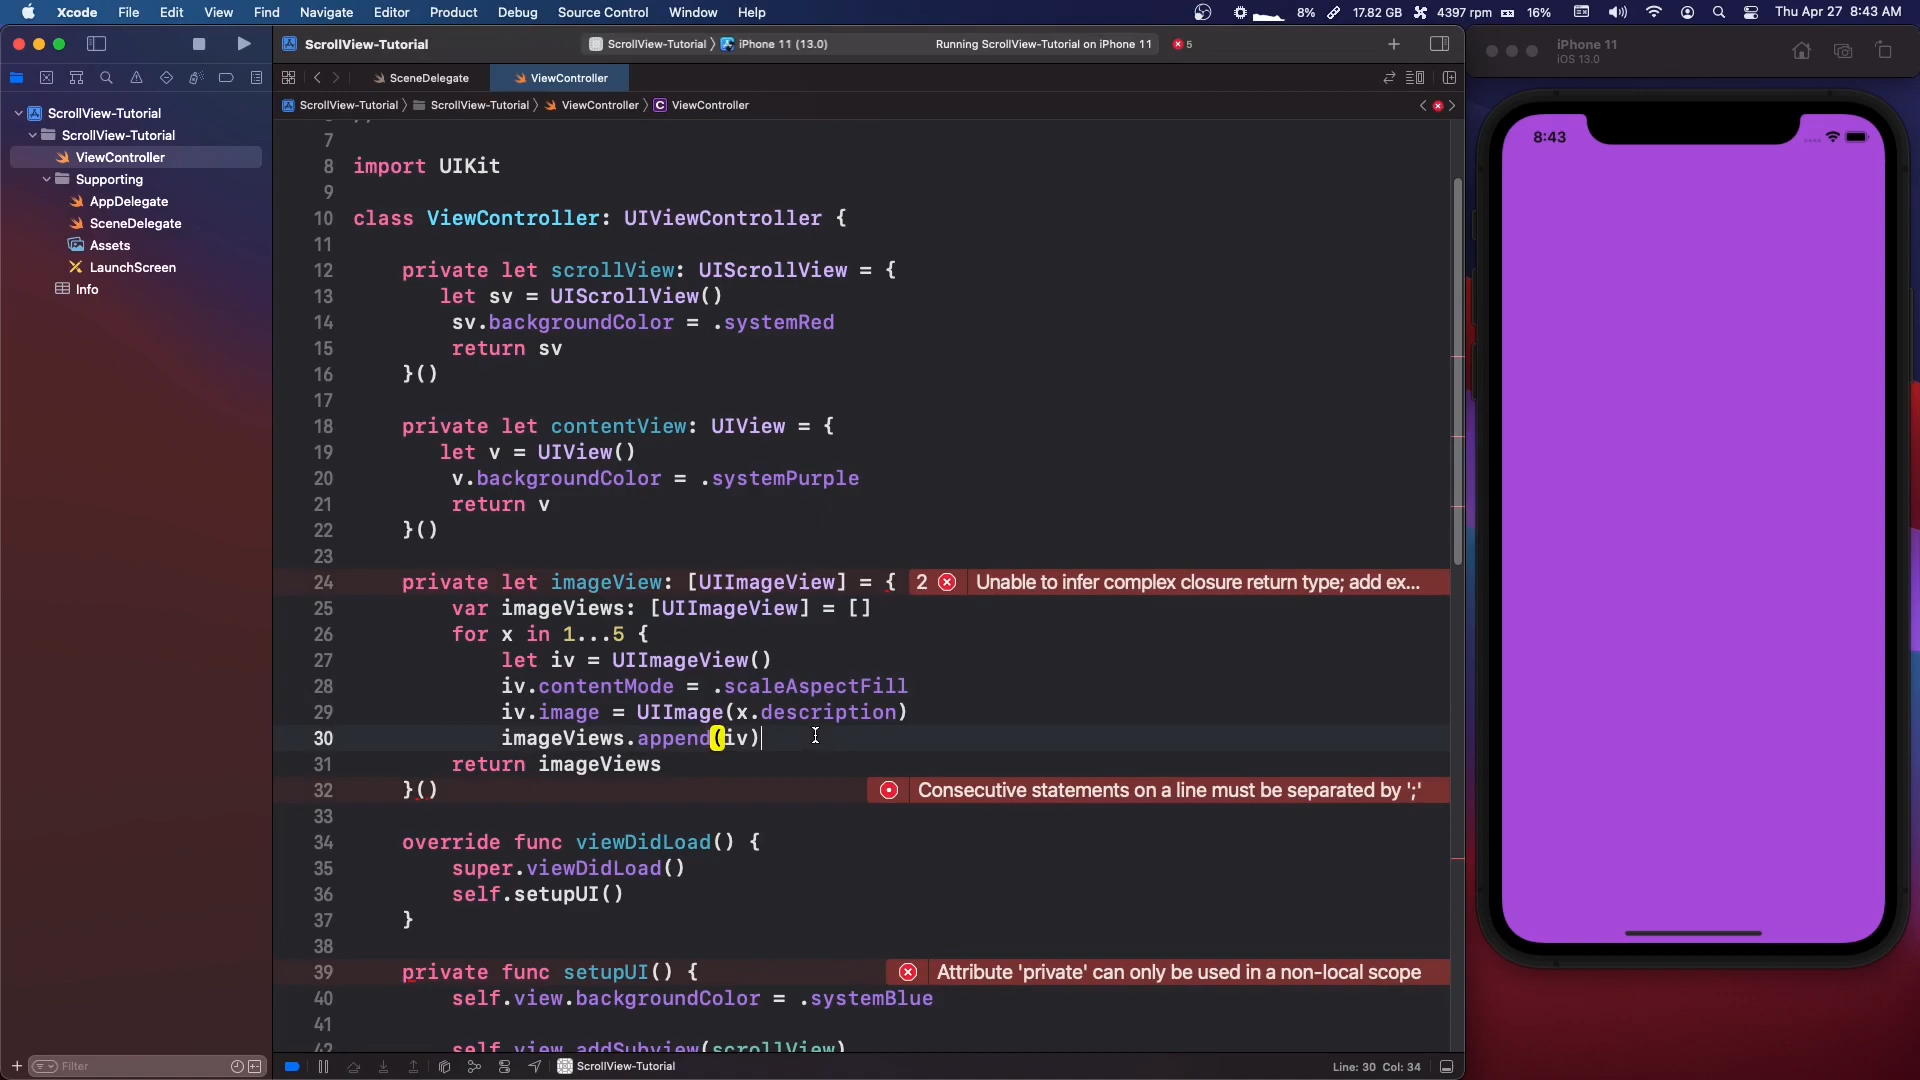 Xcode File Edit View Find Navigate Editor Product Debug Source Control Window Help 8% 17.82 GB 4397 rpm 16% Thu Apr 27 8:43 AM
ScrollView-Tutorial
ScrollView-Tutorial iPhone 11 (13.0)
Running ScrollView-Tutorial on iPhone 11
5
iPhone 11
iOS 13.0
SceneDelegate
ViewController
ScrollView-Tutorial ScrollView-Tutorial ViewController C ViewController
ScrollView-Tutorial
ScrollView-Tutorial
ViewController
Supporting
AppDelegate
SceneDelegate
Assets
LaunchScreen
Info
Filter
7
8 import UIKit
9
10 class ViewController: UIViewController {
11
12 private let scrollView: UIScrollView = {
13 let sv = UIScrollView()
14 sv.backgroundColor = .systemRed
15 return sv
16 }()
17
18 private let contentView: UIView = {
19 let v = UIView()
20 v.backgroundColor = .systemPurple
21 return v
22 }()
23
24 private let imageView: [UIImageView] = { 2 Unable to infer complex closure return type; add ex...
25 var imageViews: [UIImageView] = []
26 for x in 1...5 {
27 let iv = UIImageView()
28 iv.contentMode = .scaleAspectFill
29 iv.image = UIImage(x.description)
30 imageViews.append(iv)
31 return imageViews
32 }() Consecutive statements on a line must be separated by ';'
33
34 override func viewDidLoad() {
35 super.viewDidLoad()
36 self.setupUI()
37 }
38
39 private func setupUI() { Attribute 'private' can only be used in a non-local scope
40 self.view.backgroundColor = .systemBlue
41
42 self.view.addSubview(scrollView)
ScrollView-Tutorial
Line: 30 Col: 34
8:43